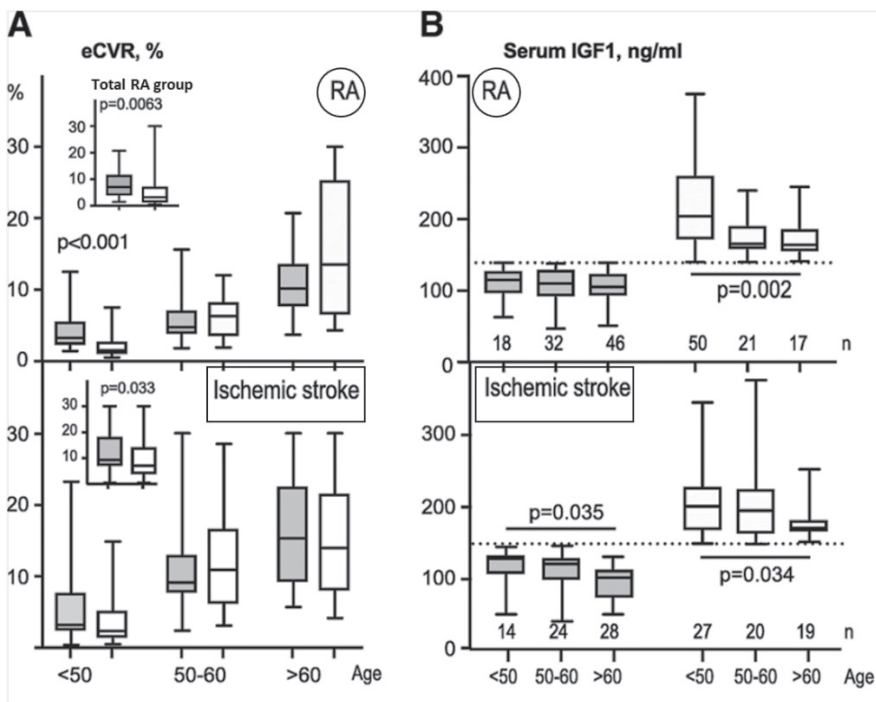 A
eCVR, %
%
Total RA group
p=0.0063
30
20
10
0
RA
30
20
10
0
p<0.001
Ischemic stroke
p=0.033
30
20
10
30
20
10
<50
50-60
>60
Age
B
Serum IGF1, ng/ml
400
300
200
100
0
RA
p=0.002
18
32
46
50
21
17
n
Ischemic stroke
300
200
100
0
p=0.035
p=0.034
14
24
28
27
20
19
n
<50
50-60
>60
<50
50-60
>60
Age